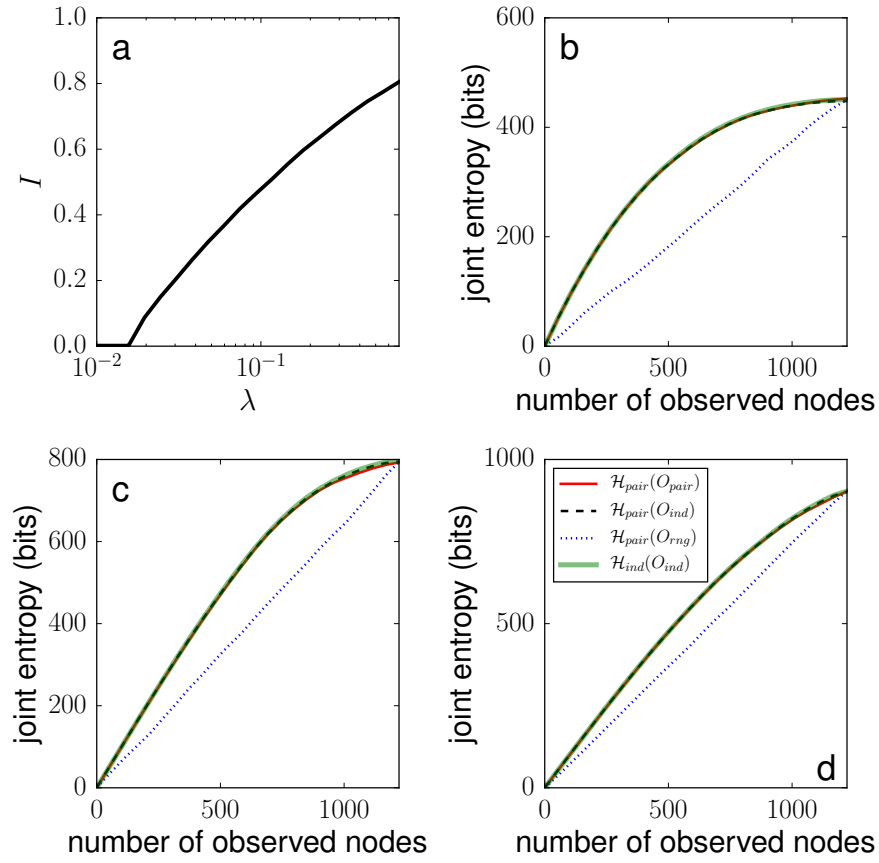 a
1.0
0.8
0.6
0.4
0.2
0.0
I
10⁻²
10⁻¹
λ
b
600
400
200
0
joint entropy (bits)
0
500
1000
number of observed nodes
c
800
600
400
200
0
joint entropy (bits)
0
500
1000
number of observed nodes
1000
500
0
joint entropy (bits)
ℋ_pair(O_pair)
ℋ_pair(O_ind)
ℋ_pair(O_rng)
ℋ_ind(O_ind)
d
0
500
1000
number of observed nodes